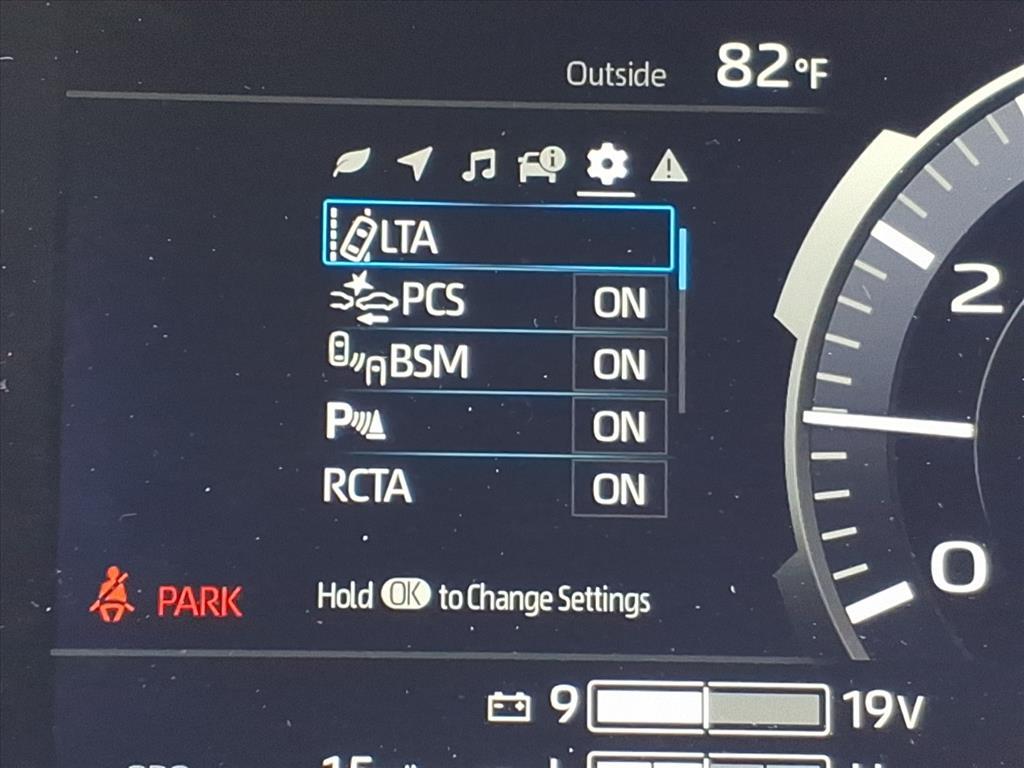 Outside 82°F
LTA
PCS ON
BSM ON
P ON
RCTA ON
2
0
PARK Hold OK to Change Settings
9 19V